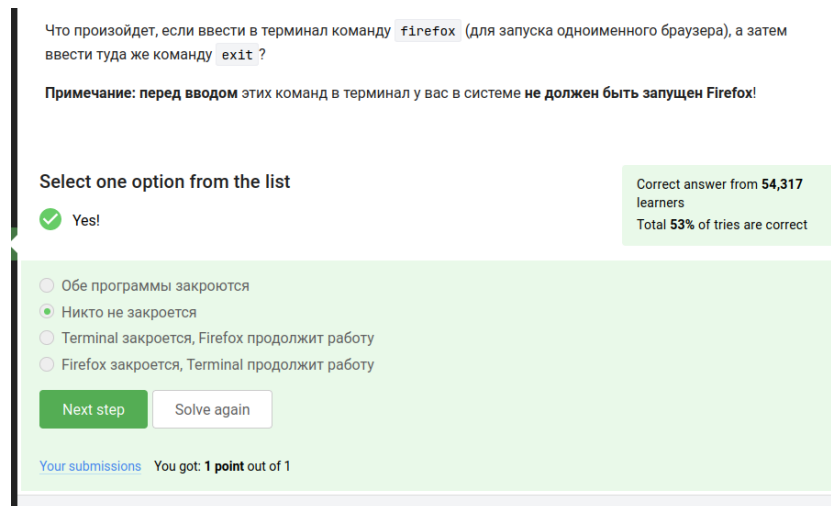 Что произойдет, если ввести в терминал команду firefox (для запуска одноименного браузера), а затем
ввести туда же команду exit ?
Примечание: перед вводом этих команд в терминал у вас в системе не должен быть запущен Firefox!
Select one option from the list
Yes!
Correct answer from 54,317
learners
Total 53% of tries are correct
Обе программы закроются
Никто не закроется
Terminal закроется, Firefox продолжит работу
Firefox закроется, Terminal продолжит работу
Next step Solve again
Your submissions You got: 1 point out of 1